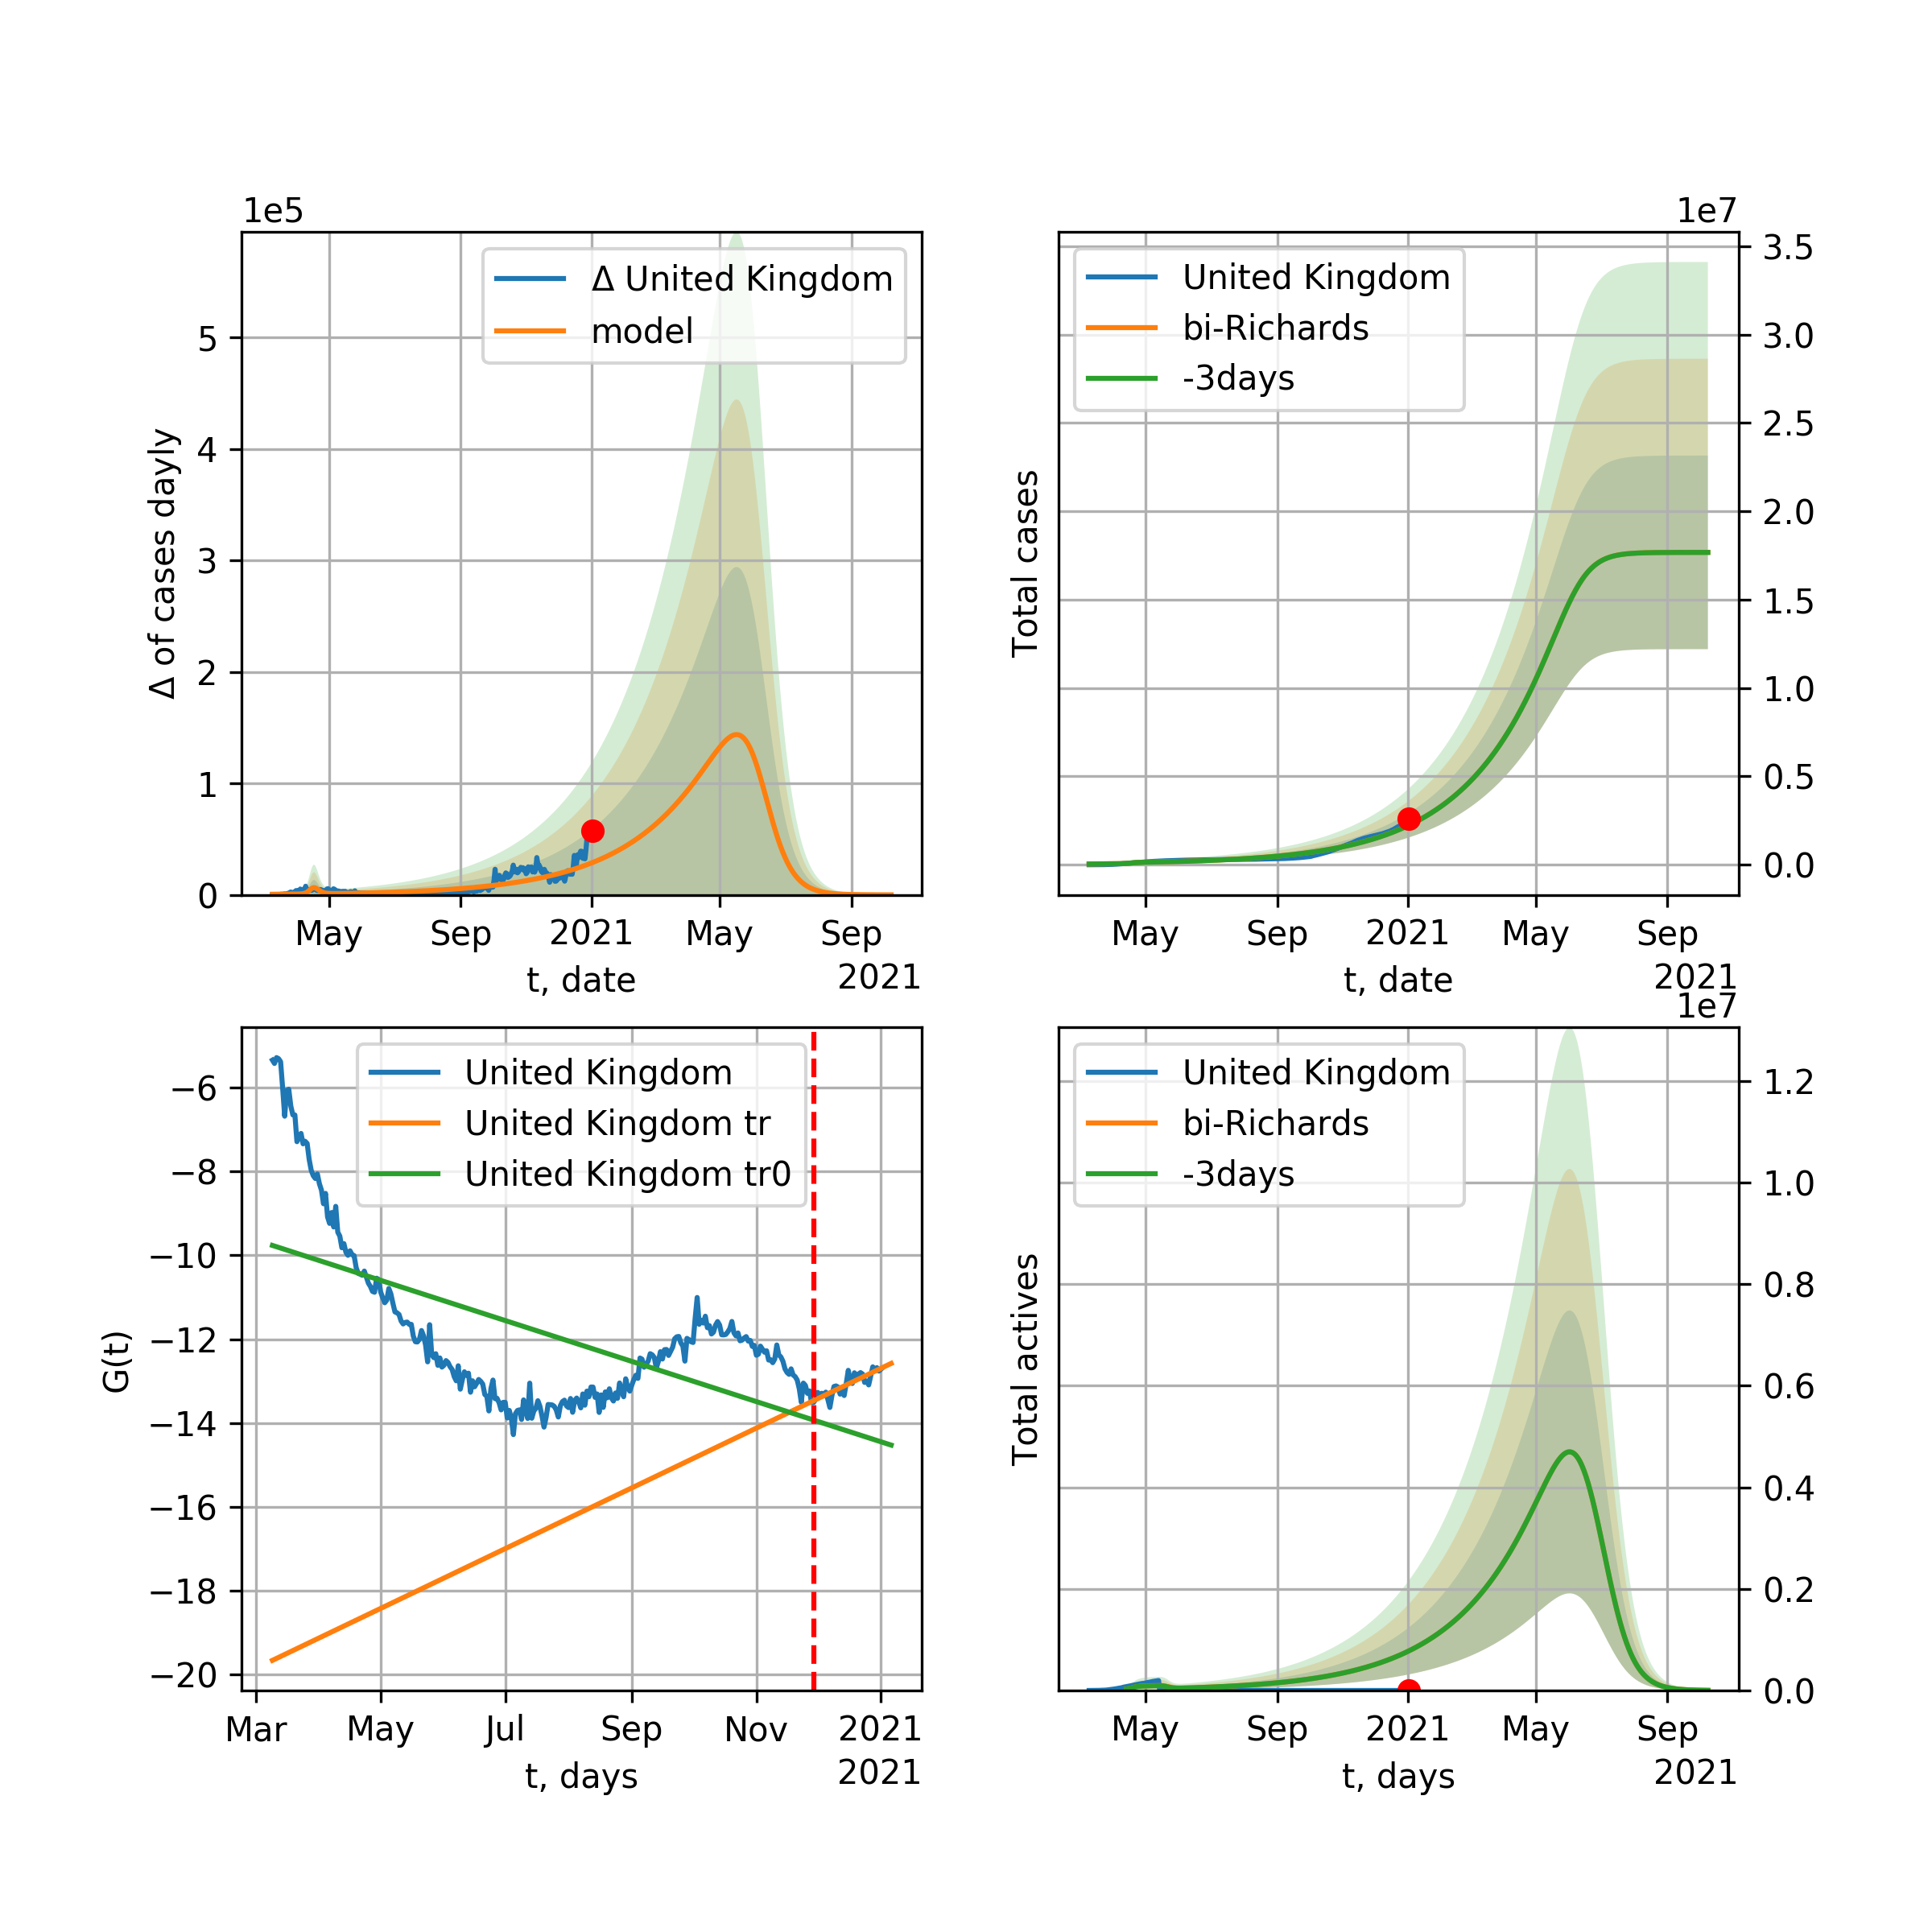 1e5
Δ United Kingdom
model
5
4
3
2
1
0
Δ of cases dayly
May Sep 2021 May Sep
t, date 2021
1e7
United Kingdom
bi-Richards
-3days
3.5
3.0
2.5
2.0
1.5
1.0
0.5
0.0
Total cases
May Sep 2021 May Sep
t, date 2021
United Kingdom
United Kingdom tr
United Kingdom tr0
−6
−8
−10
−12
−14
−16
−18
−20
G(t)
Mar May Jul Sep Nov 2021
t, days 2021
1e7
United Kingdom
bi-Richards
-3days
1.2
1.0
0.8
0.6
0.4
0.2
0.0
Total actives
May Sep 2021 May Sep
t, days 2021